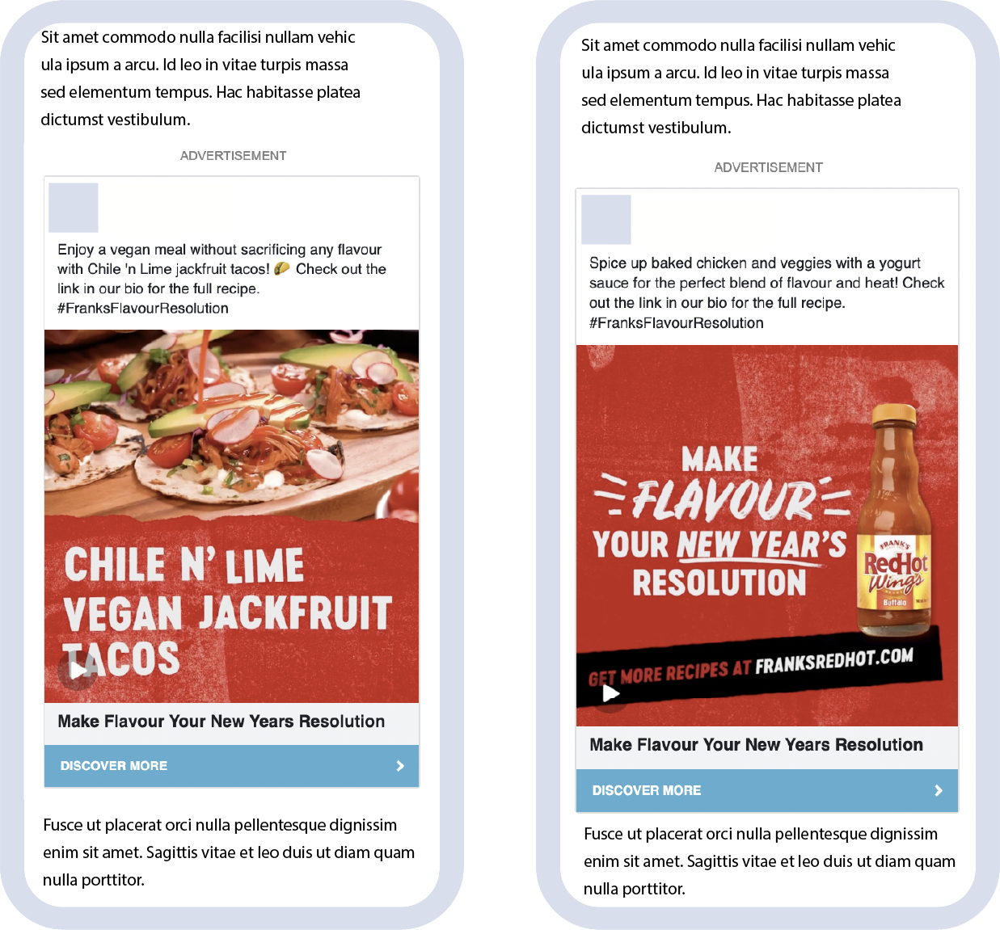 Sit amet commodo nulla facilisi nullam vehic
ula ipsum a arcu. Id leo in vitae turpis massa
sed elementum tempus. Hac habitasse platea
dictumst vestibulum.
ADVERTISEMENT
Enjoy a vegan meal without sacrificing any flavour
with Chile 'n Lime jackfruit tacos! 🌮 Check out the
link in our bio for the full recipe.
#FranksFlavourResolution
CHILE N' LIME
VEGAN JACKFRUIT
TACOS
Make Flavour Your New Years Resolution
DISCOVER MORE
Fusce ut placerat orci nulla pellentesque dignissim
enim sit amet. Sagittis vitae et leo duis ut diam quam
nulla porttitor.
Sit amet commodo nulla facilisi nullam vehic
ula ipsum a arcu. Id leo in vitae turpis massa
sed elementum tempus. Hac habitasse platea
dictumst vestibulum.
ADVERTISEMENT
Spice up baked chicken and veggies with a yogurt
sauce for the perfect blend of flavour and heat! Check
out the link in our bio for the full recipe.
#FranksFlavourResolution
MAKE
FLAVOUR
YOUR NEW YEAR'S
RESOLUTION
FRANK'S
RedHot
Wing's
Buffalo
GET MORE RECIPES AT FRANKSREDHOT.COM
Make Flavour Your New Years Resolution
DISCOVER MORE
Fusce ut placerat orci nulla pellentesque dignissim
enim sit amet. Sagittis vitae et leo duis ut diam quam
nulla porttitor.